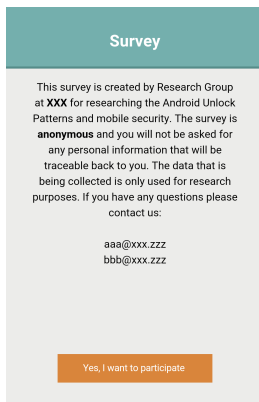 Survey
This survey is created by Research Group
at XXX for researching the Android Unlock
Patterns and mobile security. The survey is
anonymous and you will not be asked for
any personal information that will be
traceable back to you. The data that is
being collected is only used for research
purposes. If you have any questions please
contact us:
aaa@xxx.zzz
bbb@xxx.zzz
Yes, I want to participate